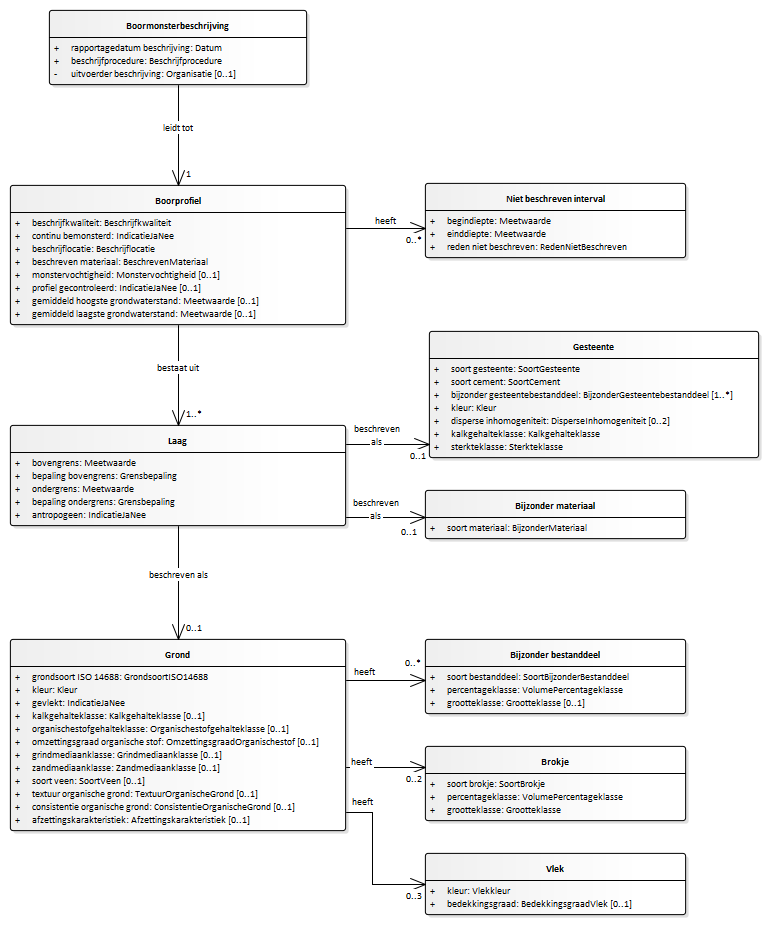 Boormonsterbeschrijving
+ rapportagedatum beschrijving: Datum
+ beschrijfprocedure: Beschrijfprocedure
- uitvoerder beschrijving: Organisatie [0..1]
leidt tot
1
Boorprofiel
+ beschrijfkwaliteit: Beschrijfkwaliteit
+ continu bemonsterd: IndicatieJaNee
+ beschrijflocatie: Beschrijflocatie
+ beschreven materiaal: BeschrevenMateriaal
+ monstervochtigheid: Monstervochtigheid [0..1]
+ profiel gecontroleerd: IndicatieJaNee [0..1]
+ gemiddeld hoogste grondwaterstand: Meetwaarde [0..1]
+ gemiddeld laagste grondwaterstand: Meetwaarde [0..1]
heeft
0..*
Niet beschreven interval
+ begindiepte: Meetwaarde
+ einddiepte: Meetwaarde
+ reden niet beschreven: RedenNietBeschreven
bestaat uit
1..*
Laag
+ bovengrens: Meetwaarde
+ bepaling bovengrens: Grensbepaling
+ ondergrens: Meetwaarde
+ bepaling ondergrens: Grensbepaling
+ antropogeen: IndicatieJaNee
beschreven
als
0..1
Gesteente
+ soort gesteente: SoortGesteente
+ soort cement: SoortCement
+ bijzonder gesteentebestanddeel: BijzonderGesteentebestanddeel [1..*]
+ kleur: Kleur
+ disperse inhomogeniteit: DisperseInhomogeniteit [0..2]
+ kalkgehalteklasse: Kalkgehalteklasse
+ sterkteklasse: Sterkteklasse
beschreven
als
0..1
Bijzonder materiaal
+ soort materiaal: BijzonderMateriaal
beschreven als
0..1
Grond
+ grondsoort ISO 14688: GrondsoortISO14688
+ kleur: Kleur
+ gevlekt: IndicatieJaNee
+ kalkgehalteklasse: Kalkgehalteklasse [0..1]
+ organischestofgehalteklasse: Organischestofgehalteklasse [0..1]
+ omzettingsgraad organische stof: OmzettingsgraadOrganischestof [0..1]
+ grindmediaanklasse: Grindmediaanklasse [0..1]
+ zandmediaanklasse: Zandmediaanklasse [0..1]
+ soort veen: SoortVeen [0..1]
+ textuur organische grond: TextuurOrganischeGrond [0..1]
+ consistentie organische grond: ConsistentieOrganischeGrond [0..1]
+ afzettingskarakteristiek: Afzettingskarakteristiek [0..1]
heeft
0..*
Bijzonder bestanddeel
+ soort bestanddeel: SoortBijzonderBestanddeel
+ percentageklasse: VolumePercentageklasse
+ grootteklasse: Grootteklasse [0..1]
heeft
0..2
Brokje
+ soort brokje: SoortBrokje
+ percentageklasse: VolumePercentageklasse
+ grootteklasse: Grootteklasse
heeft
0..3
Vlek
+ kleur: Vlekkleur
+ bedekkingsgraad: BedekkingsgraadVlek [0..1]